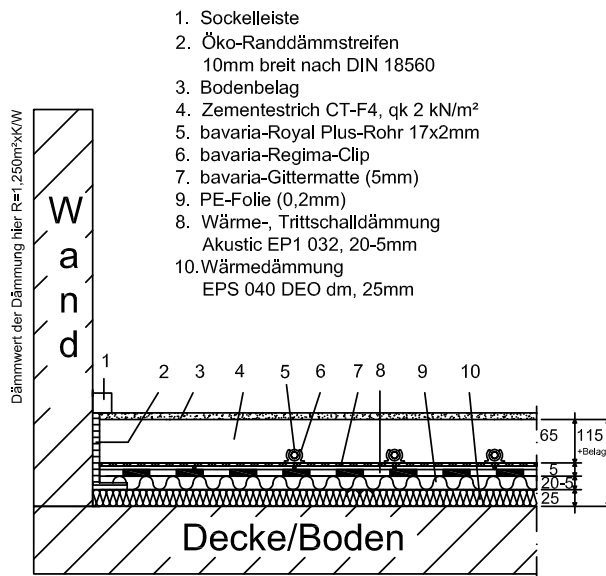 1. Sockelleiste
2. Öko-Randdämmstreifen
10mm breit nach DIN 18560
3. Bodenbelag
4. Zementestrich CT-F4, qk 2 kN/m²
5. bavaria-Royal Plus-Rohr 17x2mm
6. bavaria-Regima-Clip
7. bavaria-Gittermatte (5mm)
9. PE-Folie (0,2mm)
8. Wärme-, Trittschalldämmung
Akustic EP1 032, 20-5mm
10. Wärmedämmung
EPS 040 DEO dm, 25mm
Dämmwert der Dämmung hier R=1,250m²xK/W
Wand
1
2 3 4 5 6 7 8 9 10
65 115
+Belag
5
20-5
25
Decke/Boden